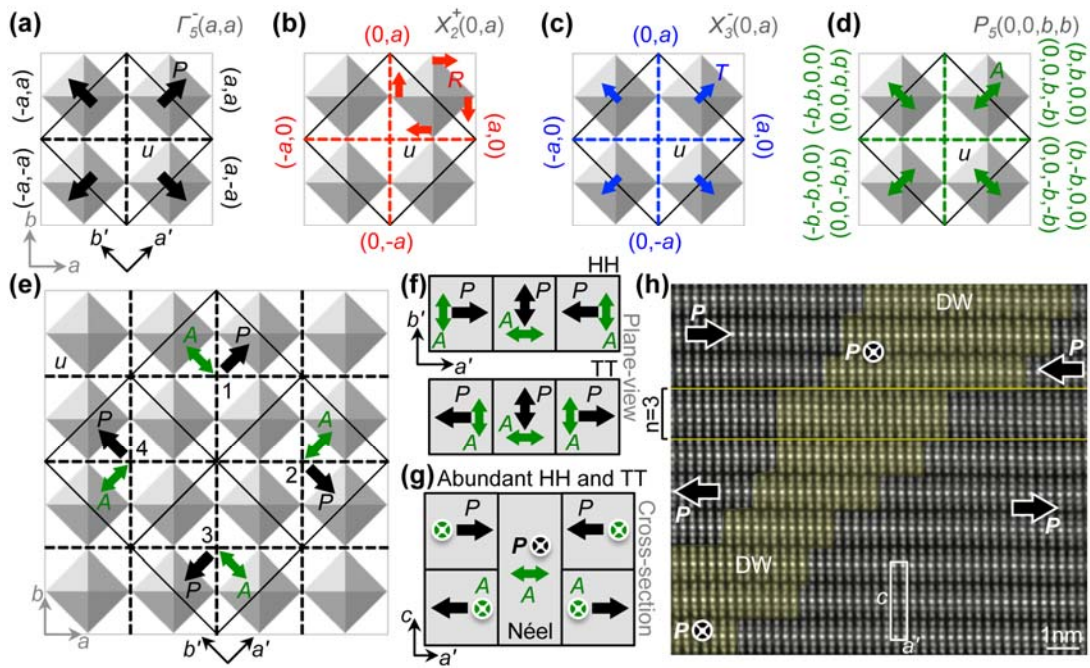 (a) Γ5-(a,a)
(-a,a)
P
(a,a)
u
(-a,-a)
(a,-a)
b
a
b'
a'
(b) X2+(0,a)
(0,a)
R
(-a,0)
u
(a,0)
(0,-a)
(c) X3-(0,a)
(0,a)
T
(-a,0)
u
(a,0)
(0,-a)
(d) P5(0,0,b,b)
(-b,b,0,0)
(0,0,-b,b)
A
(b,b,0,0)
(0,0,b,-b)
u
(-b,-b,0,0)
(b,-b,0,0)
(0,0,-b,-b)
(e)
u
A
P
1
P
4
A
A
2
P
3
P
A
b
a
b'
a'
(f) HH
P
P
P
A
A
A
b'
a'
TT
P
P
P
A
A
A
Plane-view
(g) Abundant HH and TT
P
P
P
A
A
A
Néel
c
a'
Cross-section
(h)
DW
P
P
P
n=3
P
P
DW
c
P
a'
1nm